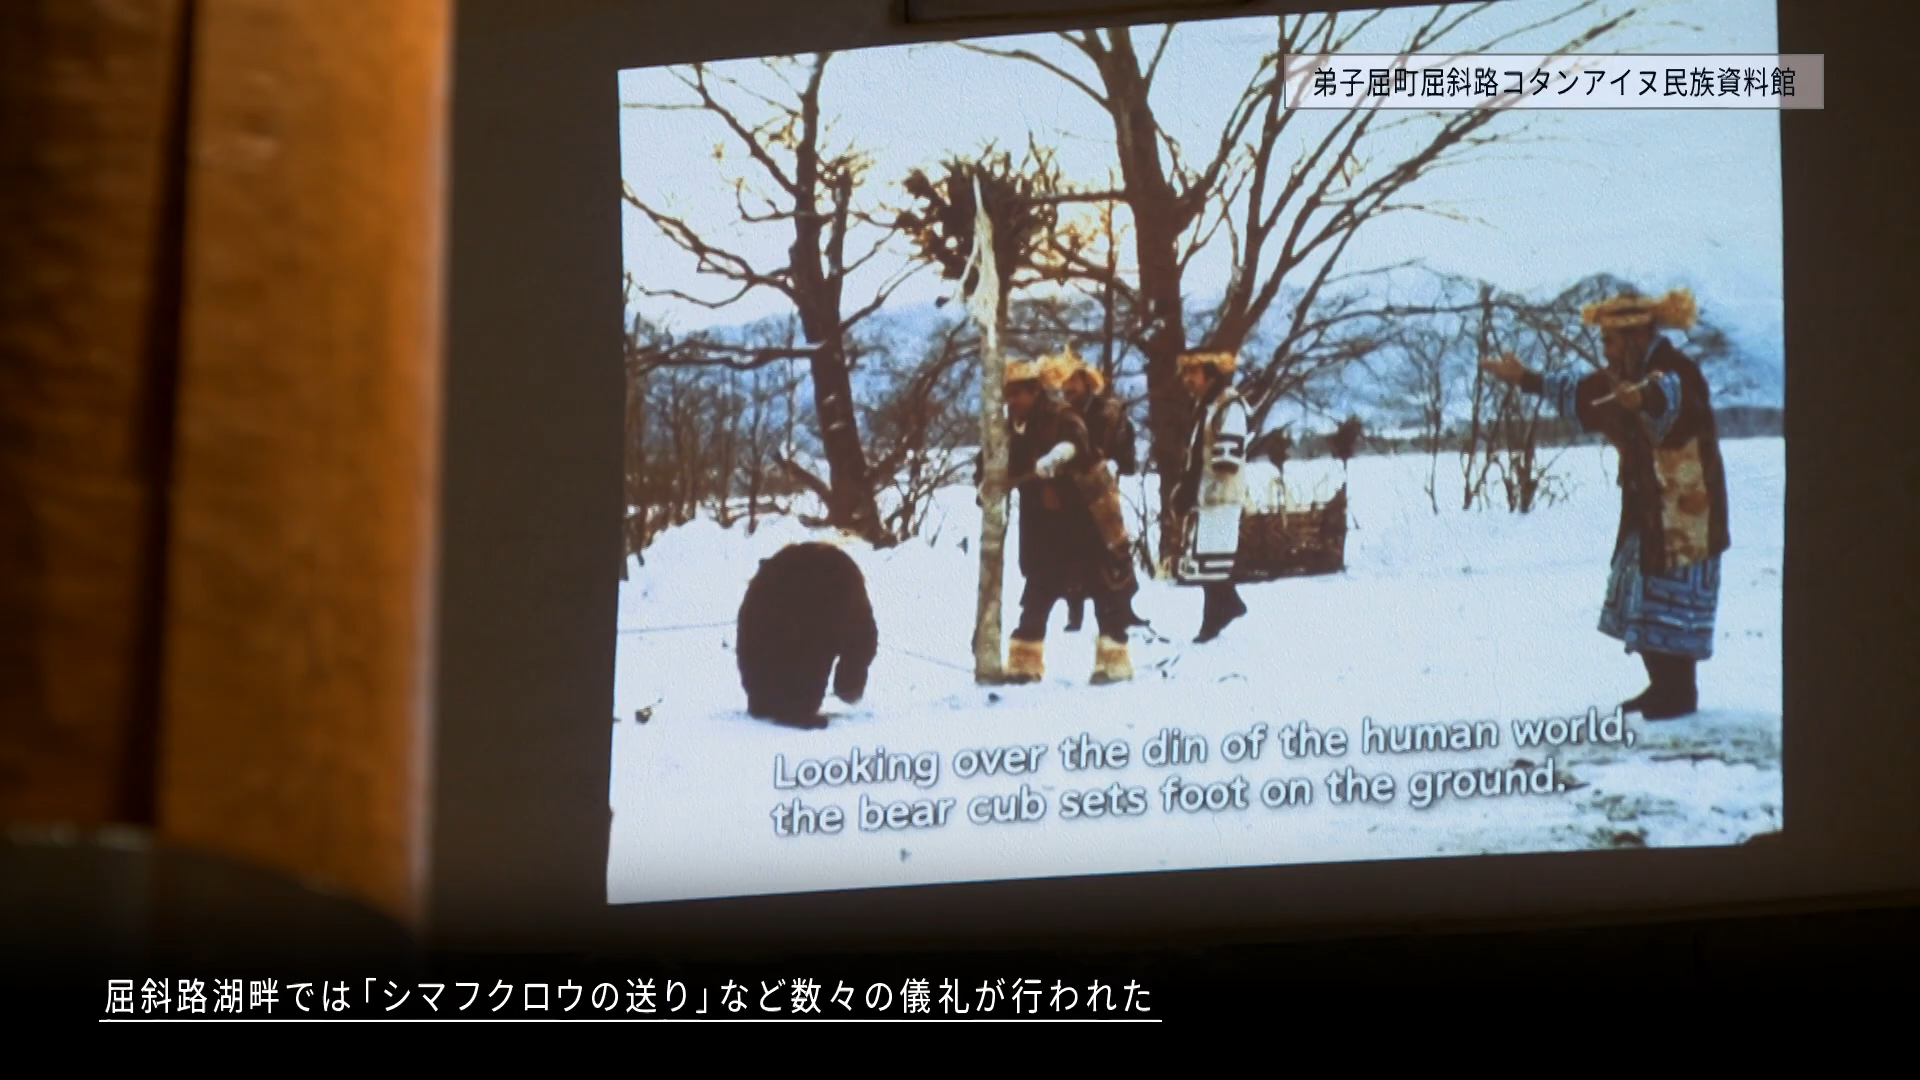 弟子屈町屈斜路コタンアイヌ民族資料館
Looking over the din of the human world,
the bear cub sets foot on the ground.
屈斜路湖畔では「シマフクロウの送り」など数々の儀礼が行われた